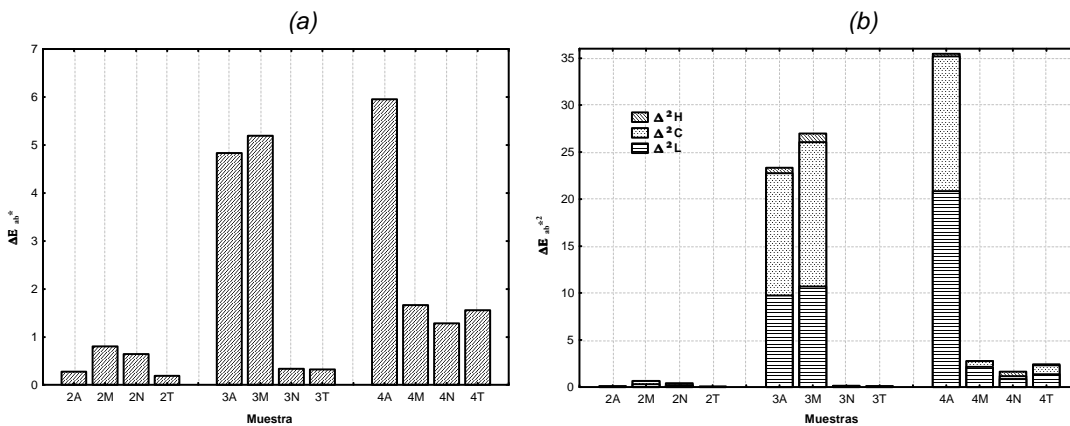 (a)
7
6
5
4
3
2
1
0
ΔE ab*
2A 2M 2N 2T 3A 3M 3N 3T 4A 4M 4N 4T
Muestra
(b)
35
30
25
20
15
10
5
0
ΔE ab*²
Δ²H
Δ²C
Δ²L
2A 2M 2N 2T 3A 3M 3N 3T 4A 4M 4N 4T
Muestras